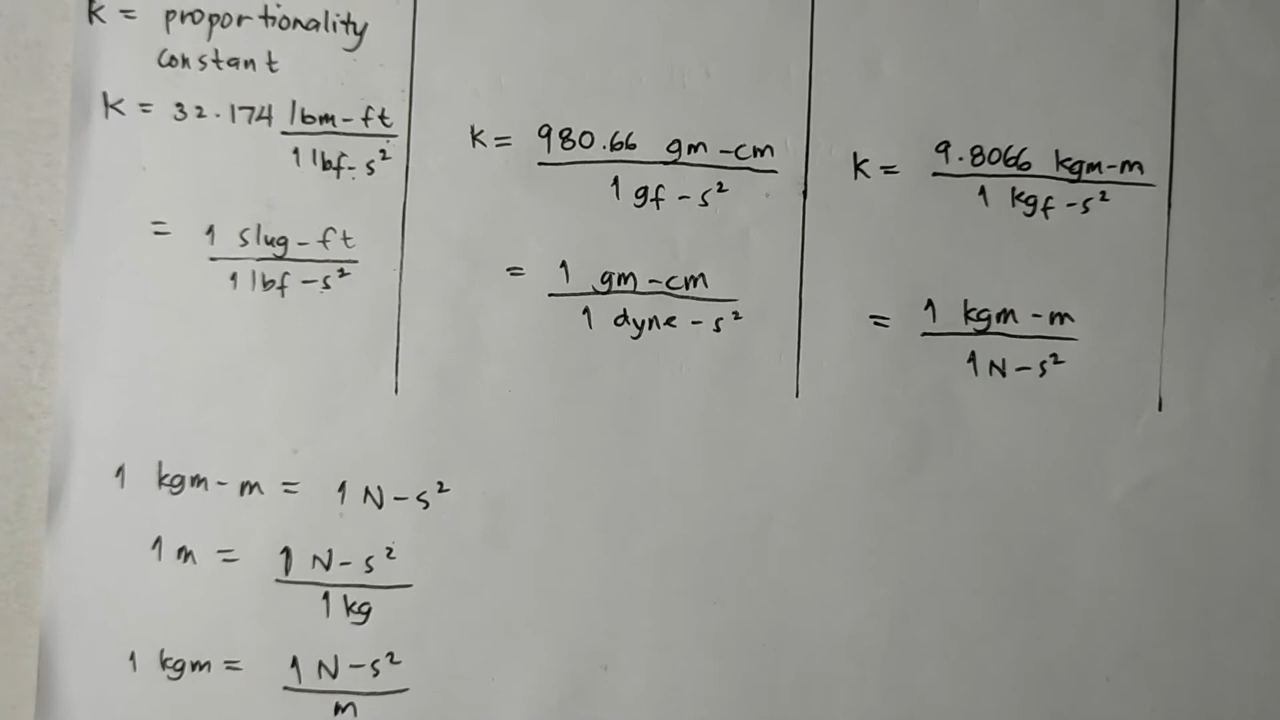 K = proportionality
constant
K = 32.174 lbm-ft
1 lbf-s²
= 1 slug-ft
1 lbf-s²
K = 980.66 gm-cm
1 gf-s²
= 1 gm-cm
1 dyne-s²
K = 9.8066 kgm-m
1 kgf-s²
= 1 kgm-m
1 N-s²
1 kgm-m = 1 N-s²
1 m = 1 N-s²
1 kg
1 kgm = 1 N-s²
m